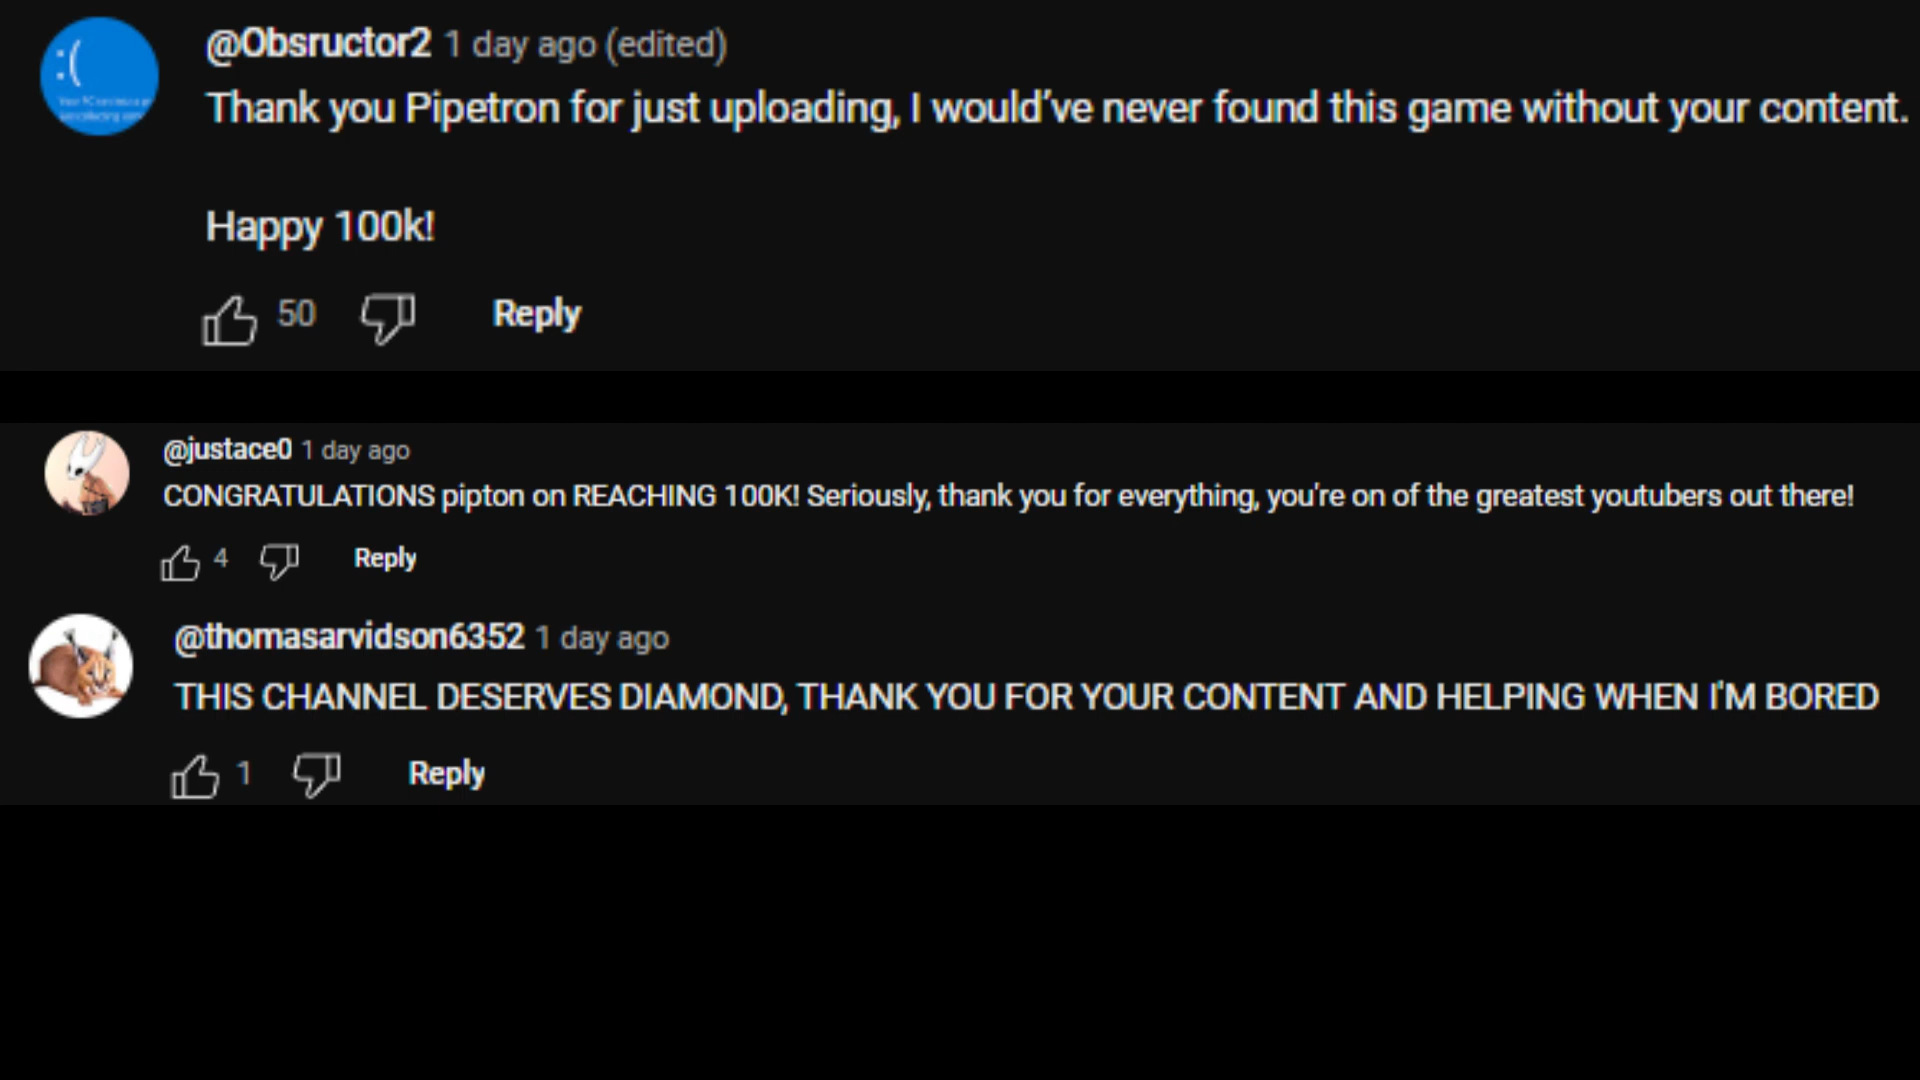 @Obsructor2 1 day ago (edited)
Thank you Pipetron for just uploading, I would’ve never found this game without your content.
Happy 100k!
50 Reply
@justace0 1 day ago
CONGRATULATIONS pipton on REACHING 100K! Seriously, thank you for everything, you're on of the greatest youtubers out there!
4 Reply
@thomasarvidson6352 1 day ago
THIS CHANNEL DESERVES DIAMOND, THANK YOU FOR YOUR CONTENT AND HELPING WHEN I'M BORED
1 Reply